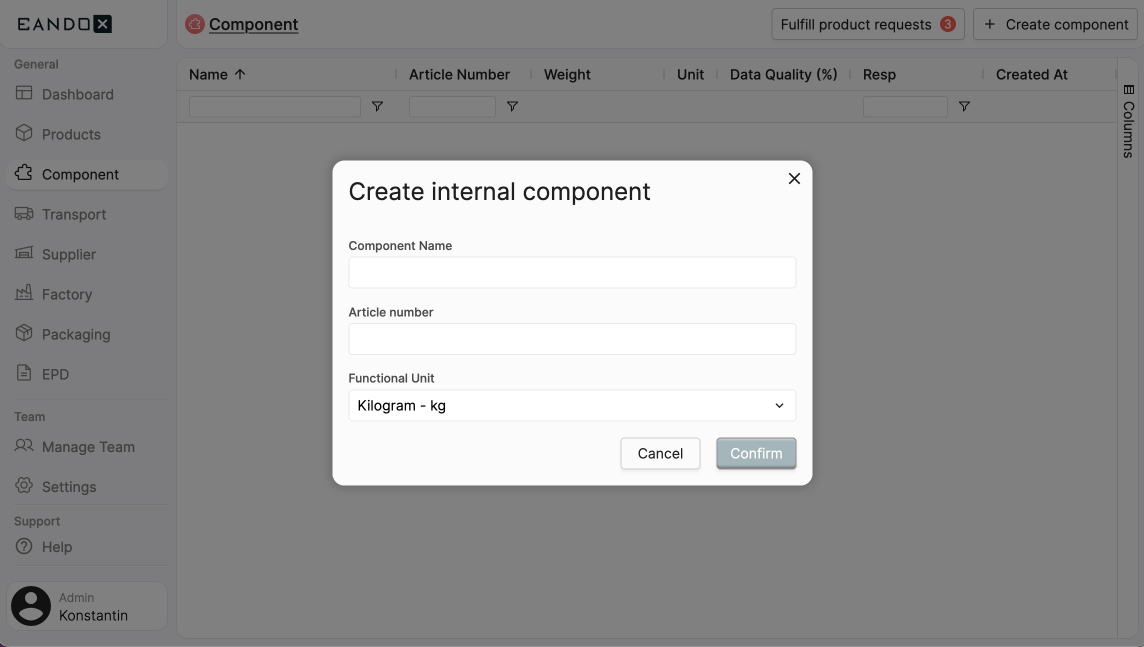 EANDOX
Component
Fulfill product requests 3
+ Create component
General
Dashboard
Products
Component
Transport
Supplier
Factory
Packaging
EPD
Team
Manage Team
Settings
Support
Help
Admin
Konstantin
Name Article Number Weight Unit Data Quality (%) Resp Created At
Columns
Create internal component
Component Name
Article number
Functional Unit
Kilogram - kg
Cancel Confirm